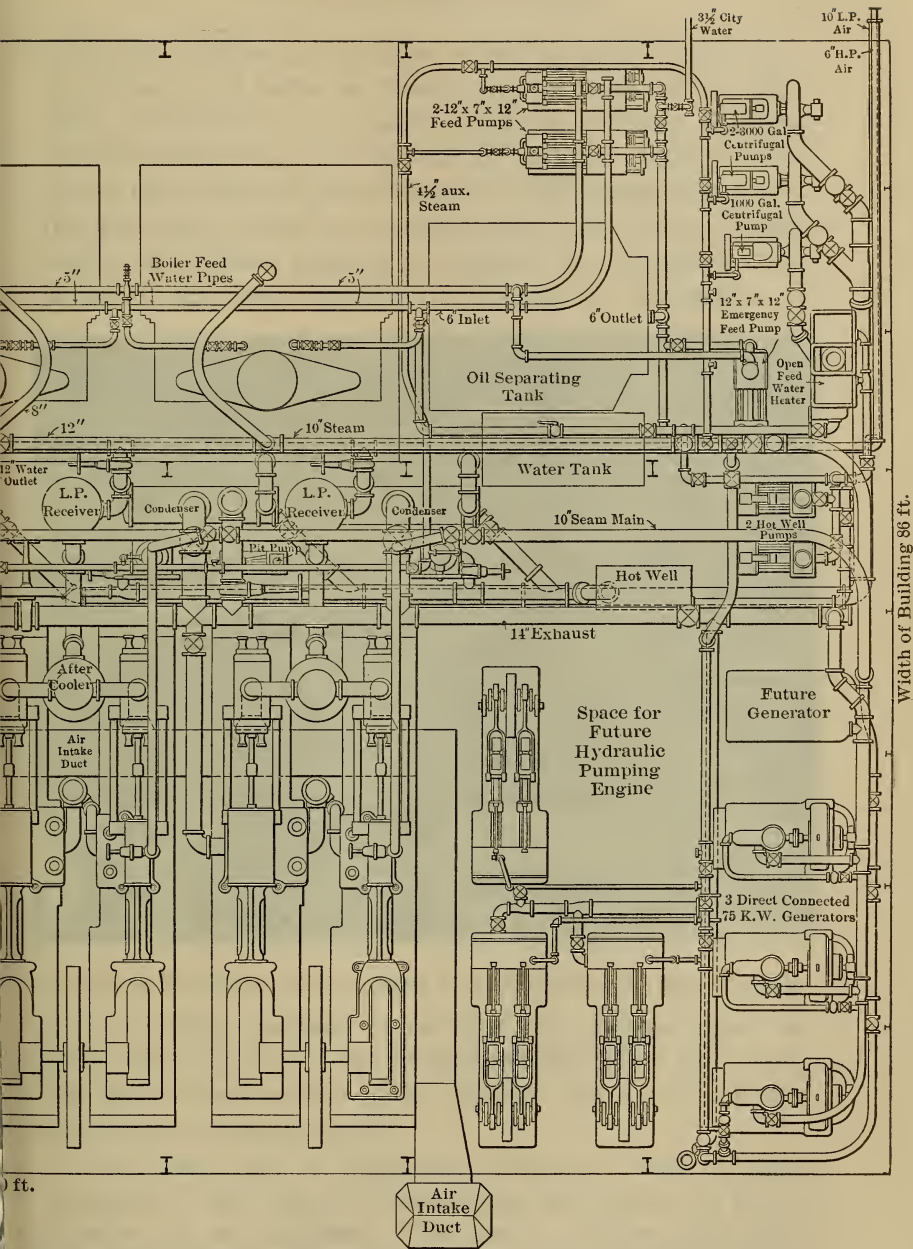 3½" City
Water
10" L.P.
Air
6" H.P.
Air
2-12"x 7"x 12"
Feed Pumps
2-3000 Gal
Centrifugal
Pumps
1000 Gal.
Centrifugal
Pump
4½" aux.
Steam
Boiler Feed
Water Pipes
5"
5"
6" Inlet
6" Outlet
12"x 7"x 12"
Emergency
Feed Pump
Oil Separating
Tank
Open
Feed
Water
Heater
8"
12"
10" Steam
12 Water
Outlet
Water Tank
L.P.
Receiver
Condenser
L.P.
Receiver
Condenser
10" Seam Main
2 Hot Well
Pumps
Pit Pump
Hot Well
Width of Building 86 ft.
14" Exhaust
After
Cooler
Air
Intake
Duct
Space for
Future
Hydraulic
Pumping
Engine
Future
Generator
3 Direct Connected
75 K.W. Generators
ft.
Air
Intake
Duct